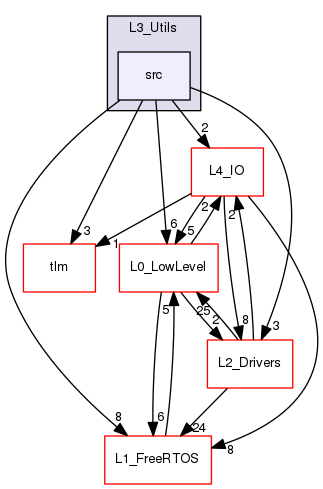 L3_Utils
src
2
L4_IO
3
6
2
5
2
1
tlm
L0_LowLevel
25
2
8
3
5
L2_Drivers
8
6
24
8
L1_FreeRTOS